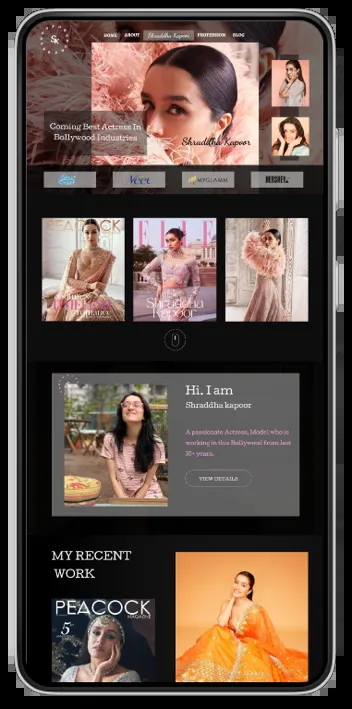 Sk
HOME ABOUT Shraddha Kapoor PROFESSION BLOG
Coming Best Actress In
Bollywood Industries
Shraddha Kapoor
Veet
MYGLAMM
HERSHEY
PEACOCK
ELLE
Shraddha
Kapoor
Hi, I am
Shraddha kapoor
A passionate Actress, Model who is
working in this Bollywood from last
10+ years.
VIEW DETAILS
MY RECENT
WORK
PEACOCK
MAGAZINE
5